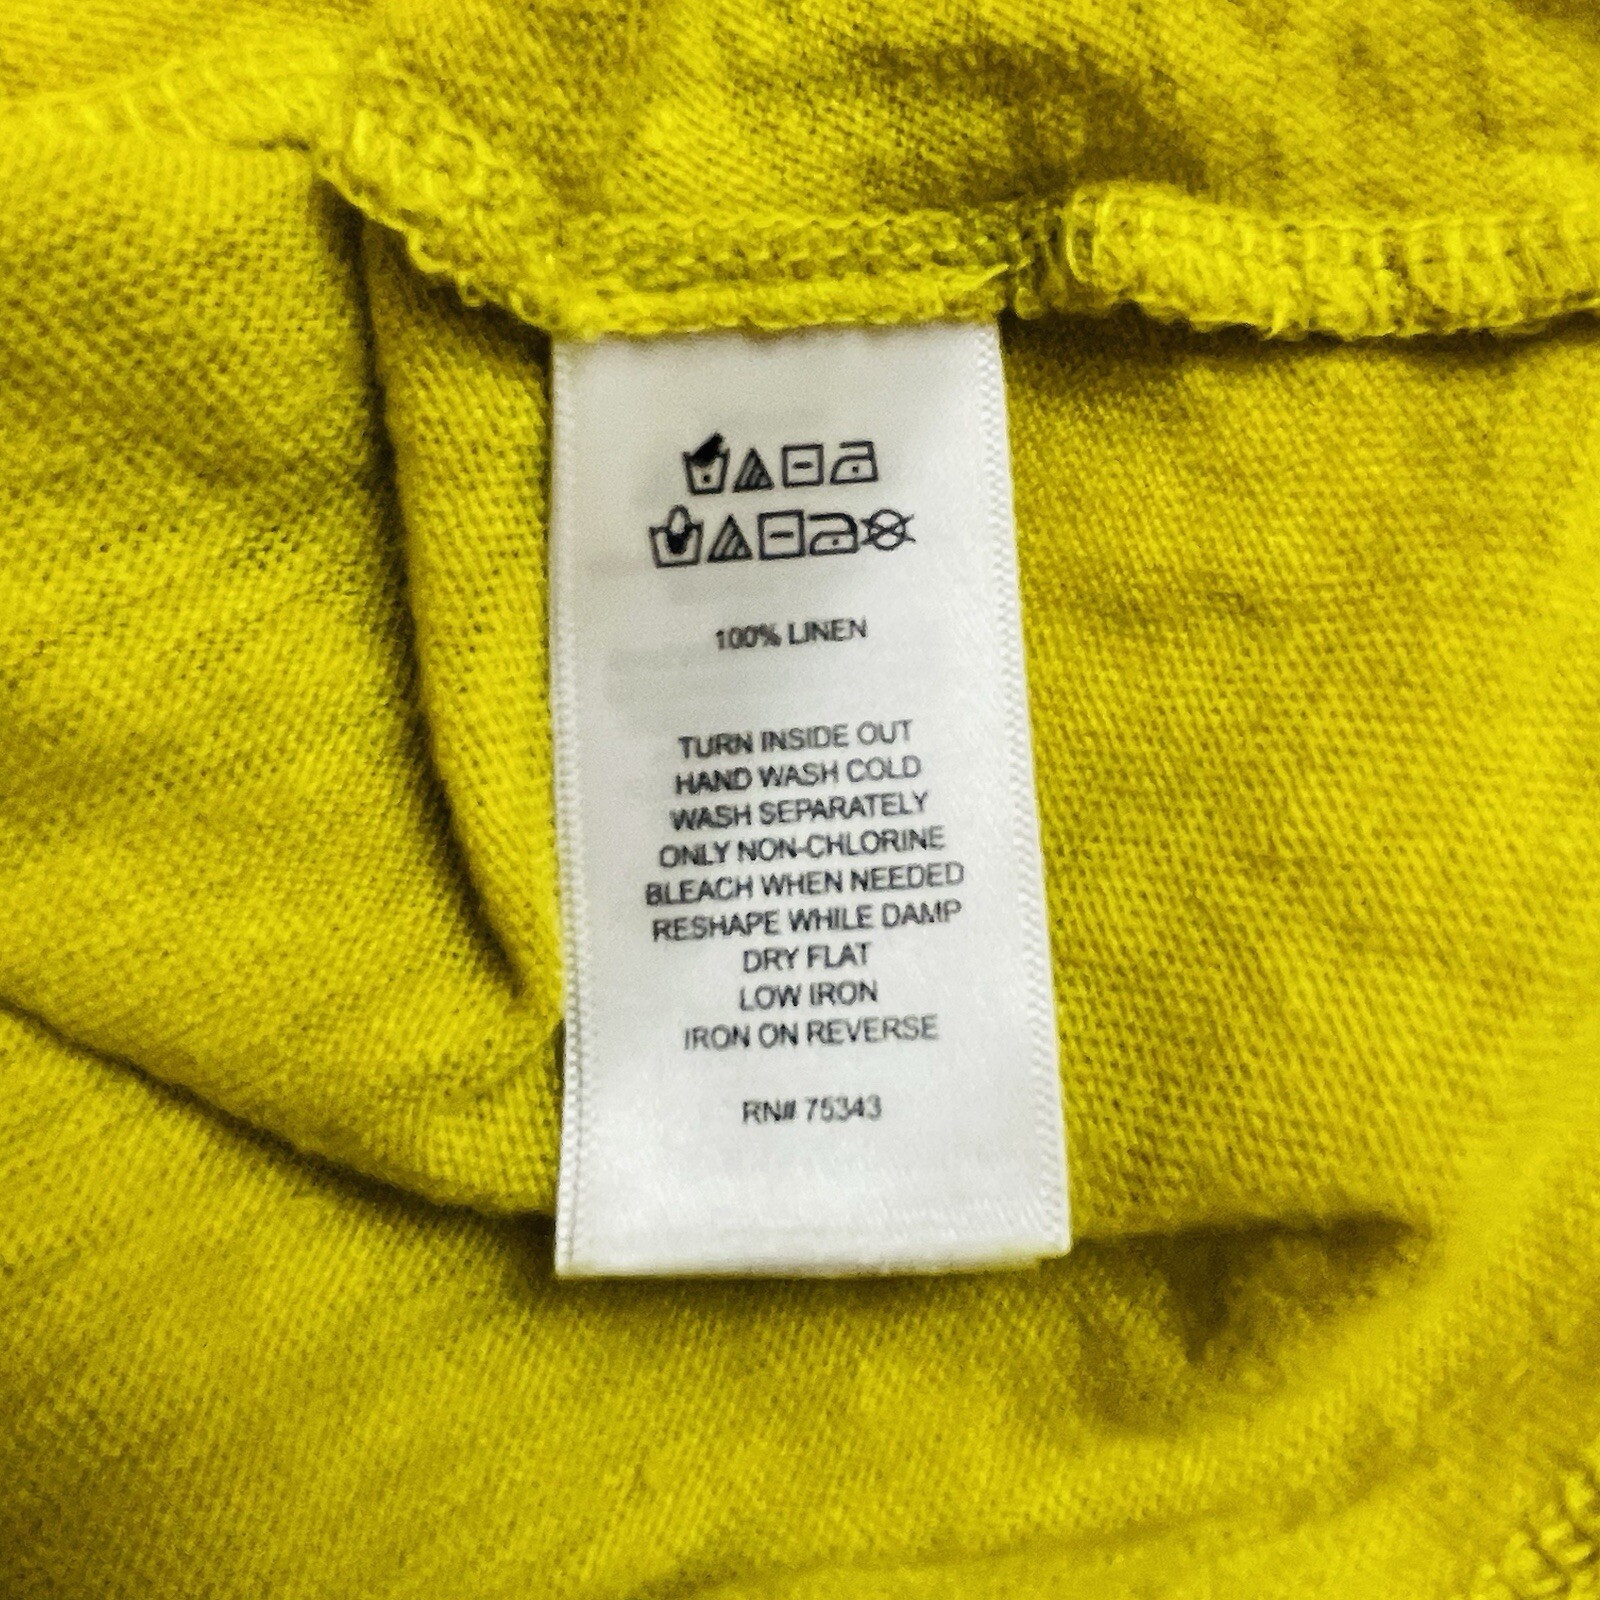 100% LINEN
TURN INSIDE OUT
HAND WASH COLD
WASH SEPARATELY
ONLY NON-CHLORINE
BLEACH WHEN NEEDED
RESHAPE WHILE DAMP
DRY FLAT
LOW IRON
IRON ON REVERSE
RN# 75343